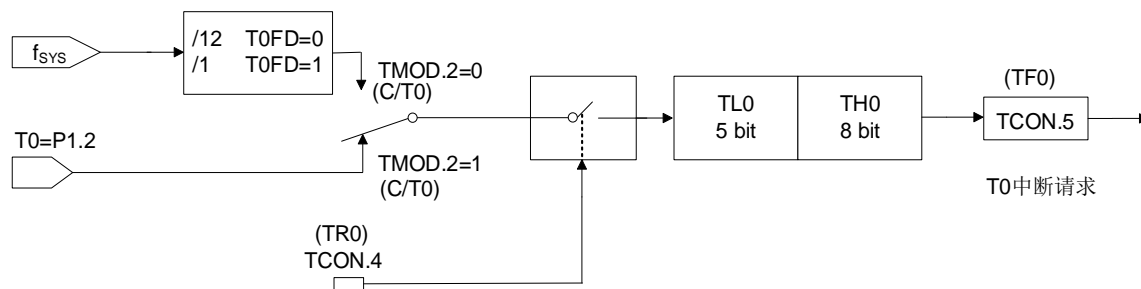 fSYS
/12 T0FD=0
/1 T0FD=1
TMOD.2=0
(C/T0)
T0=P1.2
TMOD.2=1
(C/T0)
(TR0)
TCON.4
TL0
5 bit
TH0
8 bit
(TF0)
TCON.5
T0中断请求